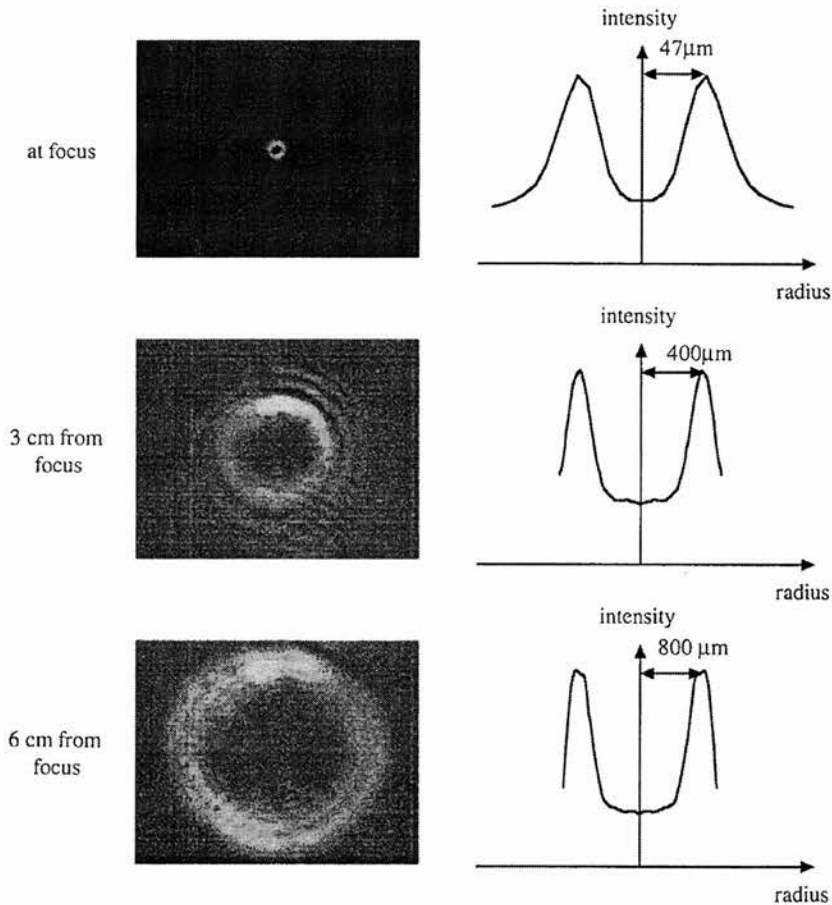 intensity
47μm
at focus
radius
intensity
400μm
3 cm from
focus
radius
intensity
800 μm
6 cm from
focus
radius